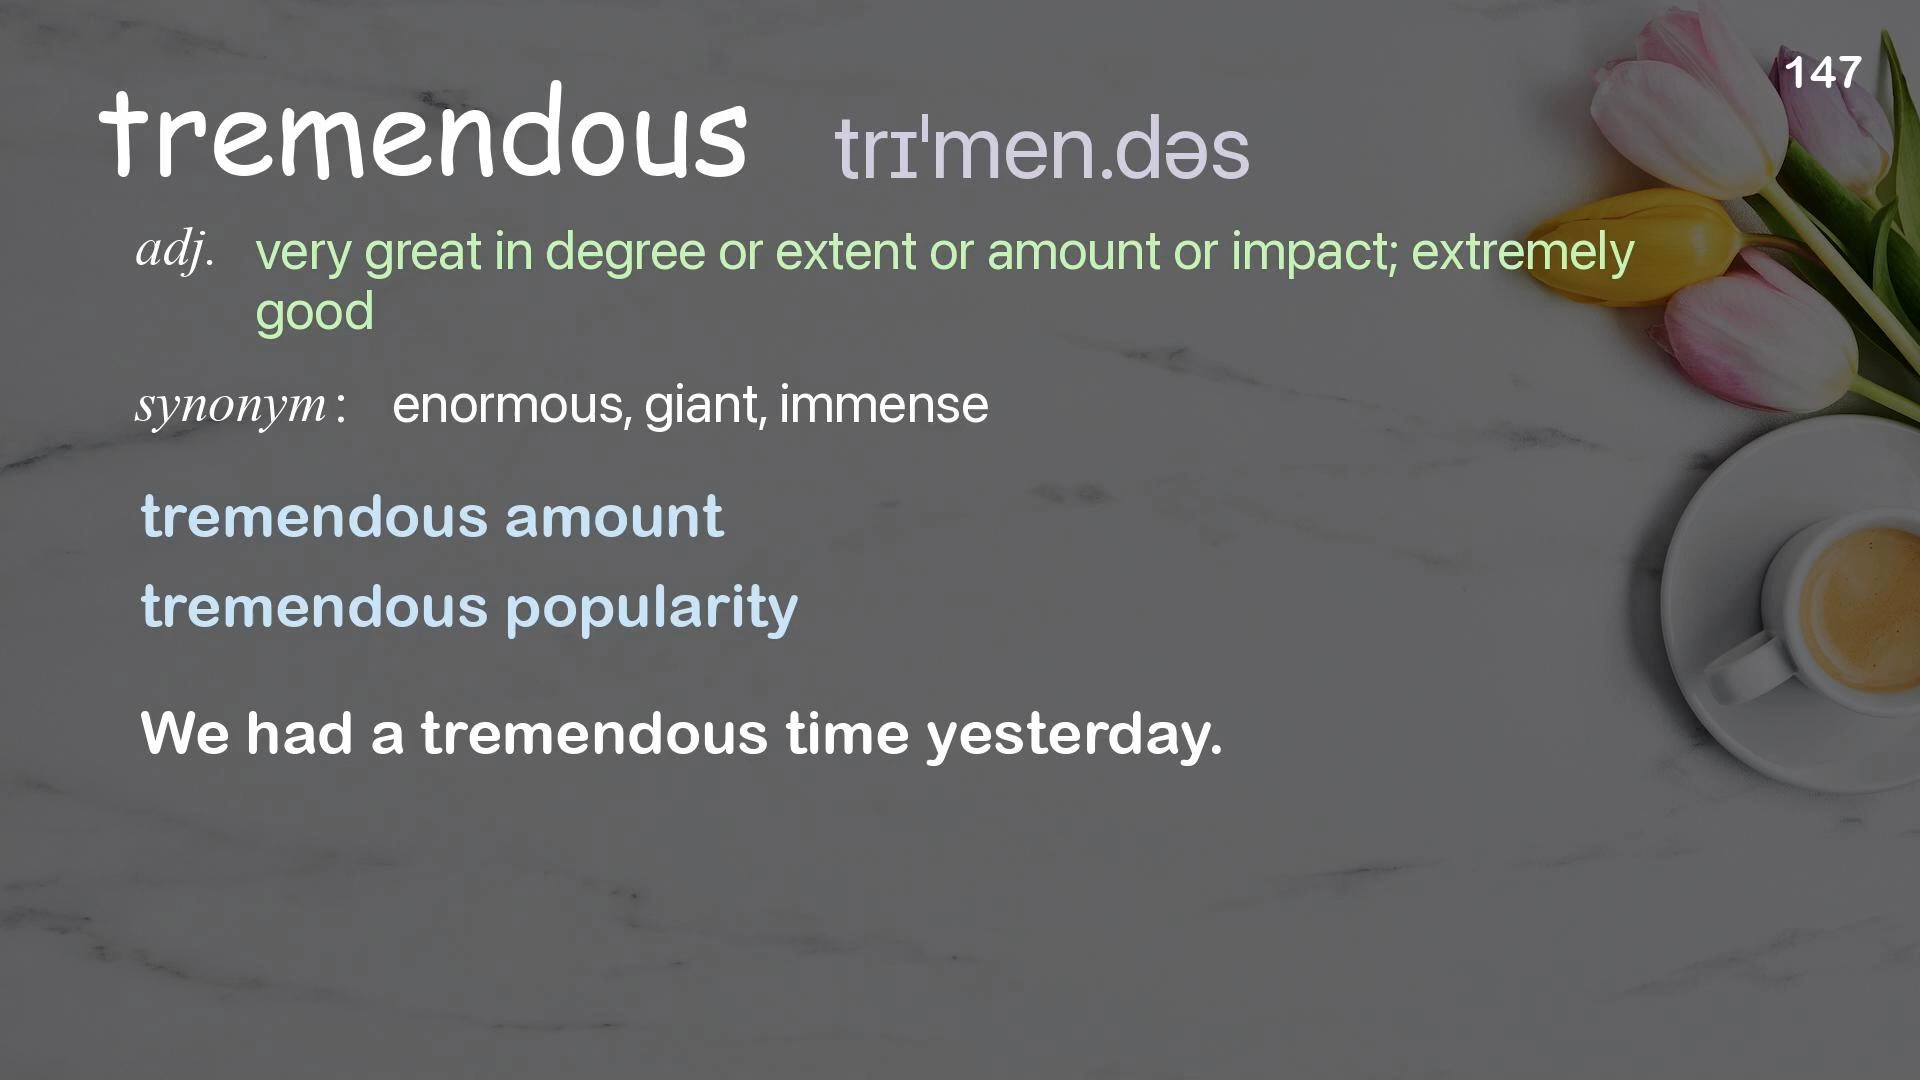 147
tremendous trɪˈmen.dəs
adj. very great in degree or extent or amount or impact; extremely
good
synonym: enormous, giant, immense
tremendous amount
tremendous popularity
We had a tremendous time yesterday.